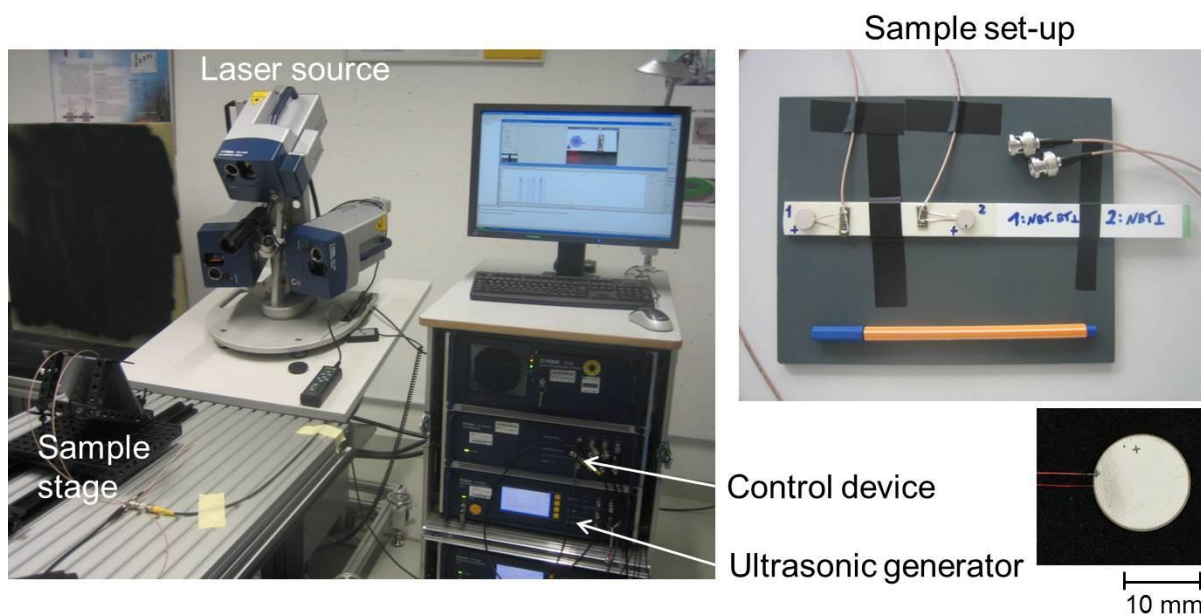 Laser source
Sample
stage
Sample set-up
1
+
2
+
1:NBT-BT⊥
2:NBT⊥
Control device
Ultrasonic generator
+
10 mm